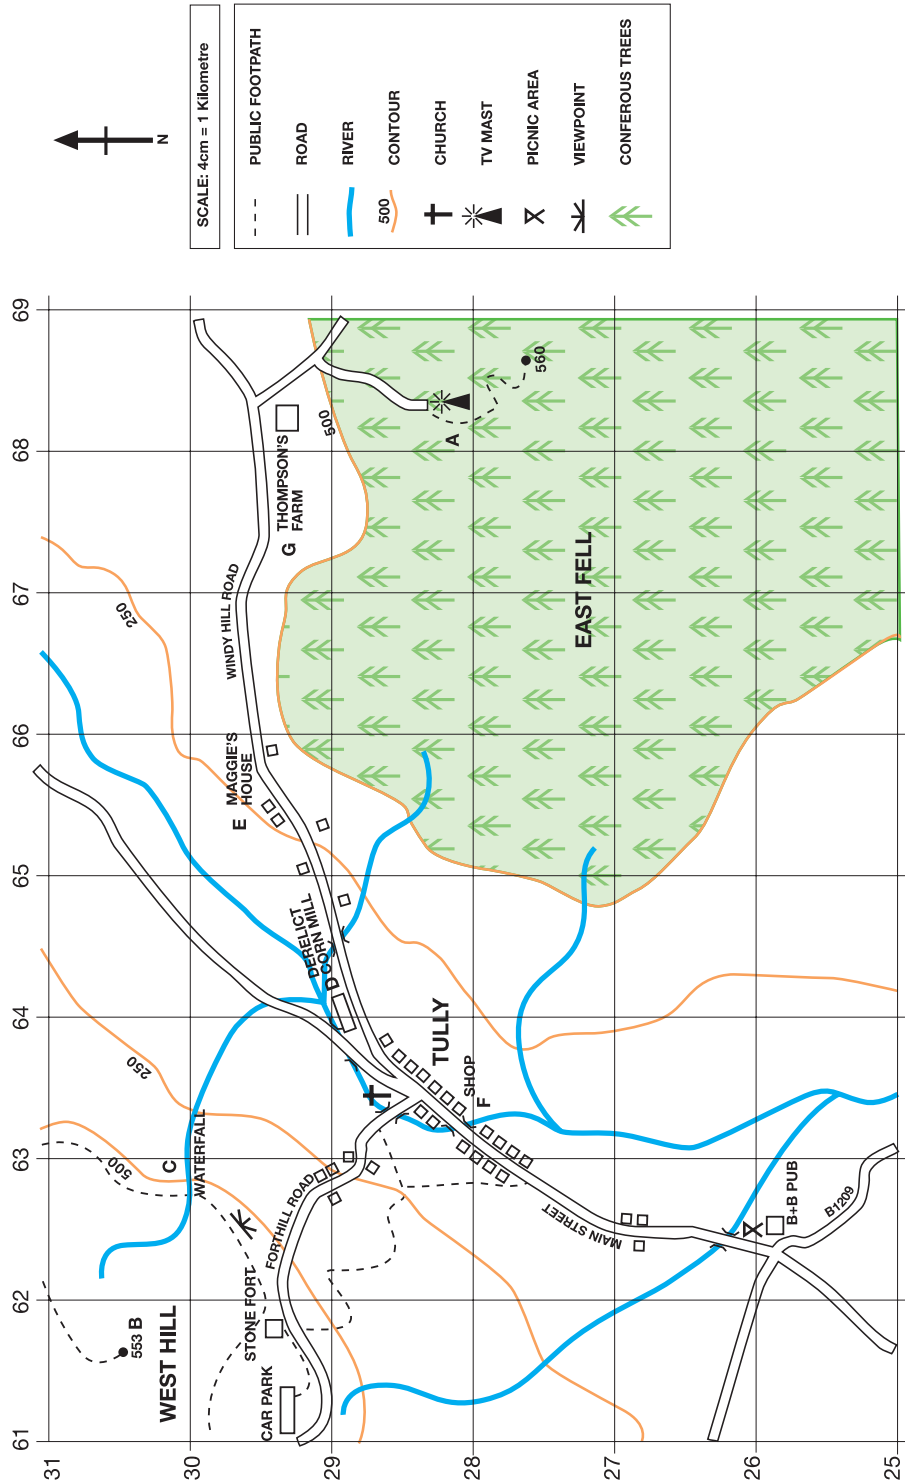 N
SCALE: 4cm = 1 Kilometre
PUBLIC FOOTPATH
ROAD
RIVER
500
CONTOUR
CHURCH
TV MAST
PICNIC AREA
VIEWPOINT
CONFEROUS TREES
61
62
63
64
65
66
67
68
69
31
30
29
28
27
26
25
553 B
WEST HILL
STONE FORT
CAR PARK
FORTHILL ROAD
500
C
WATERFALL
250
250
DERELICT
CORN MILL
D
E
MAGGIE'S
HOUSE
WINDY HILL ROAD
G
THOMPSON'S
FARM
500
A
560
EAST FELL
TULLY
SHOP
F
MAIN STREET
B+B PUB
B1209